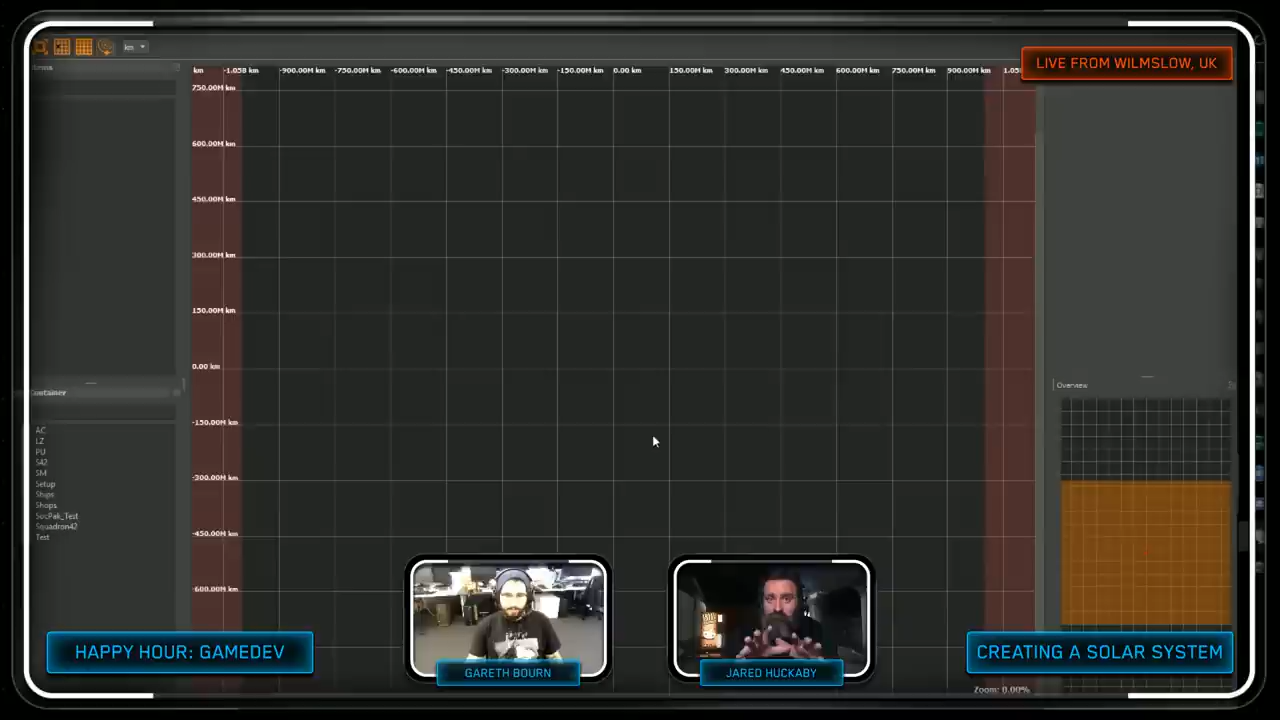 km
LIVE FROM WILMSLOW, UK
km -1.058 km -900.00M km -750.00M km -600.00M km -450.00M km -300.00M km -150.00M km 0.00 km 150.00M km 300.00M km 450.00M km 600.00M km 750.00M km 900.00M km
750.00M km
600.00M km
450.00M km
300.00M km
150.00M km
0.00 km
-150.00M km
-300.00M km
-450.00M km
-600.00M km
Container
AC
LZ
PU
S42
SM
Setup
Ships
Shops
SocPak_Test
Squadron42
Test
Overview
HAPPY HOUR: GAMEDEV
GARETH BOURN
JARED HUCKABY
CREATING A SOLAR SYSTEM
Zoom: 0.00%